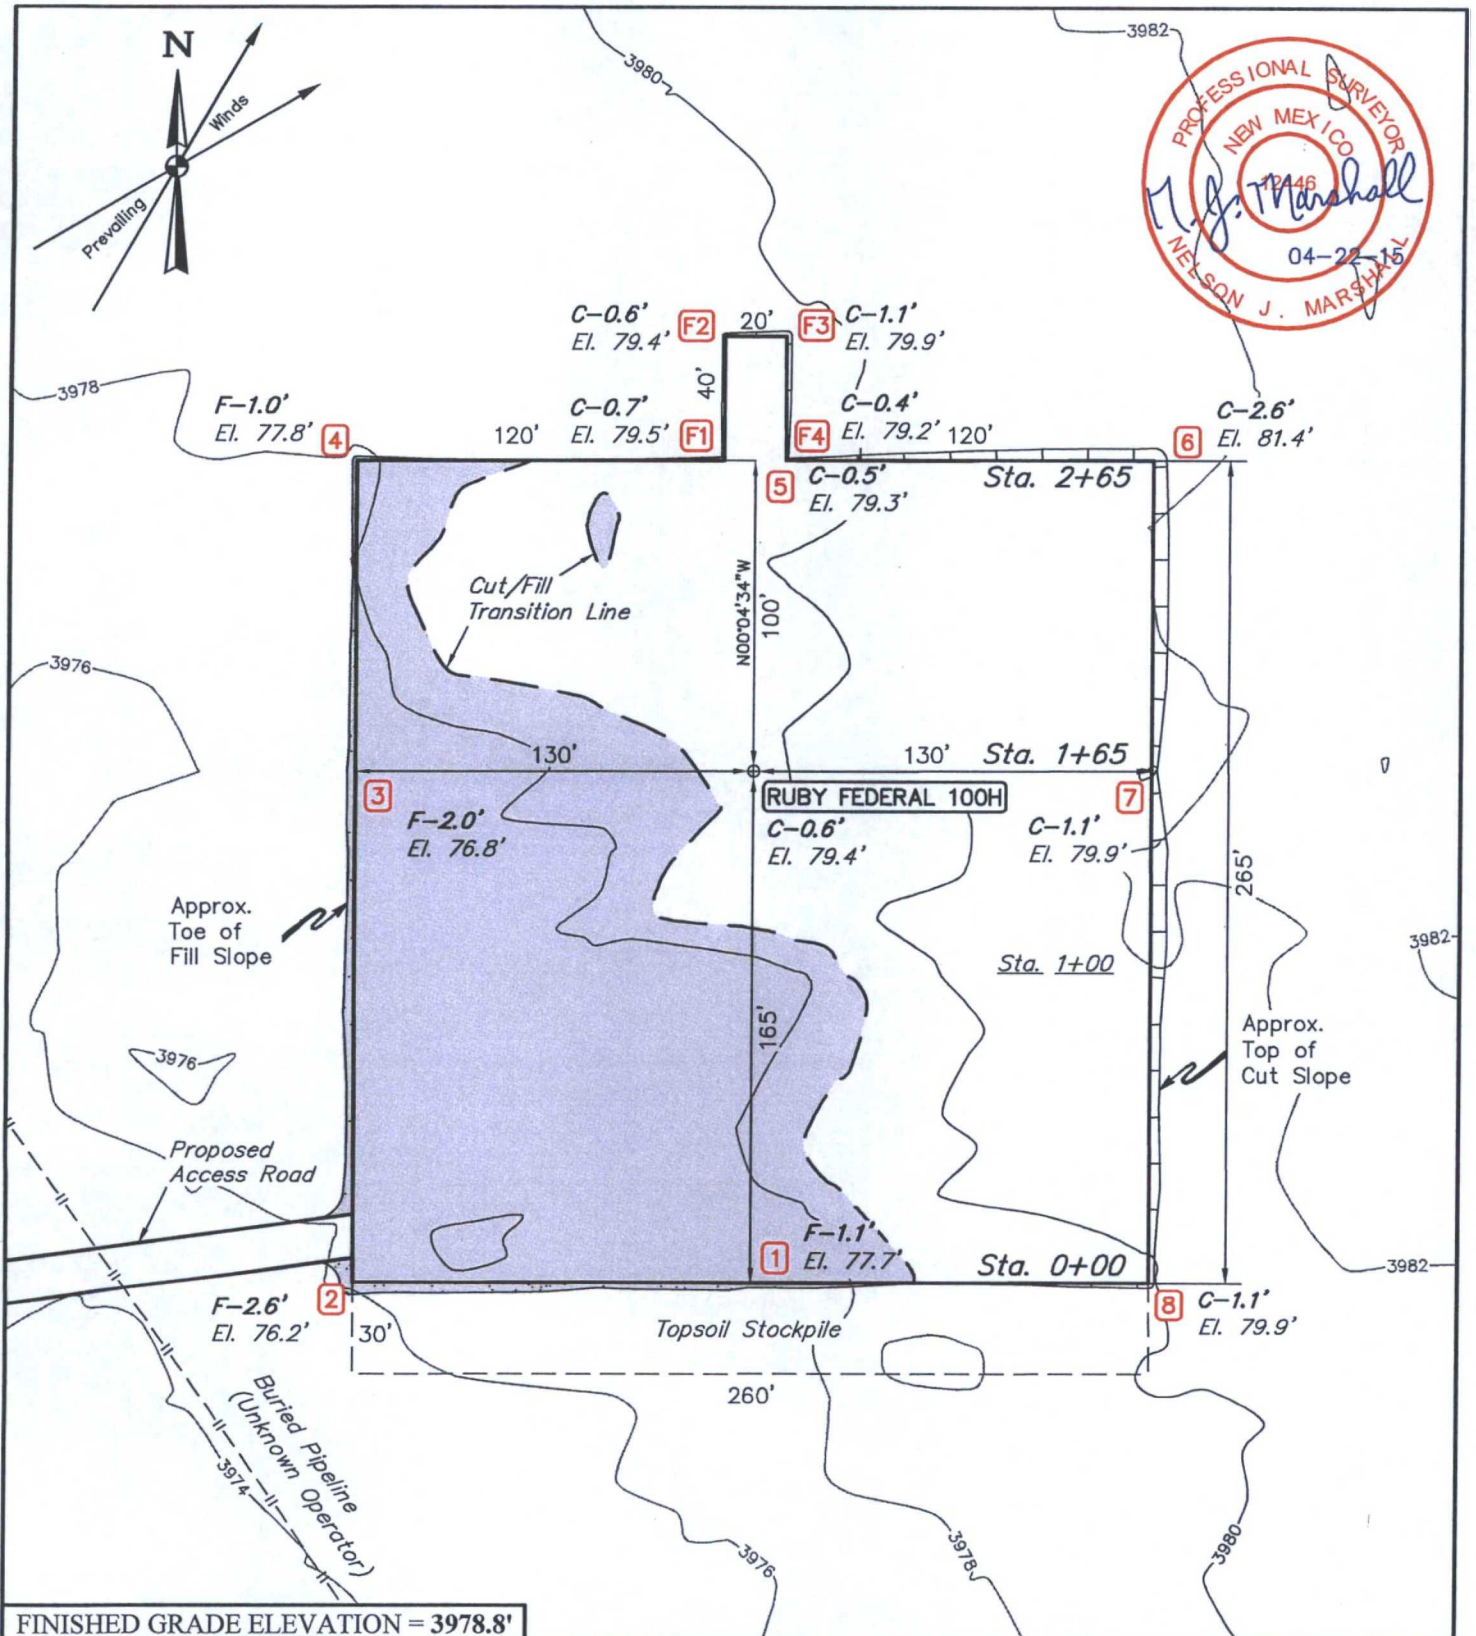 N
Winds
Prevailing
3980
3982
PROFESSIONAL SURVEYOR
NEW MEXICO
12446
N. J. Marshall
04-22-15
NELSON J. MARSHALL
C-0.6'
El. 79.4'
F2
20'
F3
C-1.1'
El. 79.9'
3978
40'
F-1.0'
El. 77.8'
4
120'
C-0.7'
El. 79.5'
F1
F4
C-0.4'
El. 79.2'
120'
C-2.6'
El. 81.4'
6
5
C-0.5'
El. 79.3'
Sta. 2+65
Cut/Fill
Transition Line
N00°04'34"W
100'
3976
130'
130'
Sta. 1+65
3
RUBY FEDERAL 100H
7
F-2.0'
El. 76.8'
C-0.6'
El. 79.4'
C-1.1'
El. 79.9'
265'
Approx.
Toe of
Fill Slope
3982
Sta. 1+00
165'
Approx.
Top of
Cut Slope
3976
Proposed
Access Road
1
F-1.1'
El. 77.7'
Sta. 0+00
3982
2
F-2.6'
El. 76.2'
30'
Topsoil Stockpile
8
C-1.1'
El. 79.9'
260'
Buried Pipeline
(Unknown Operator)
3974
3976
3978
3980
FINISHED GRADE ELEVATION = 3978.8'